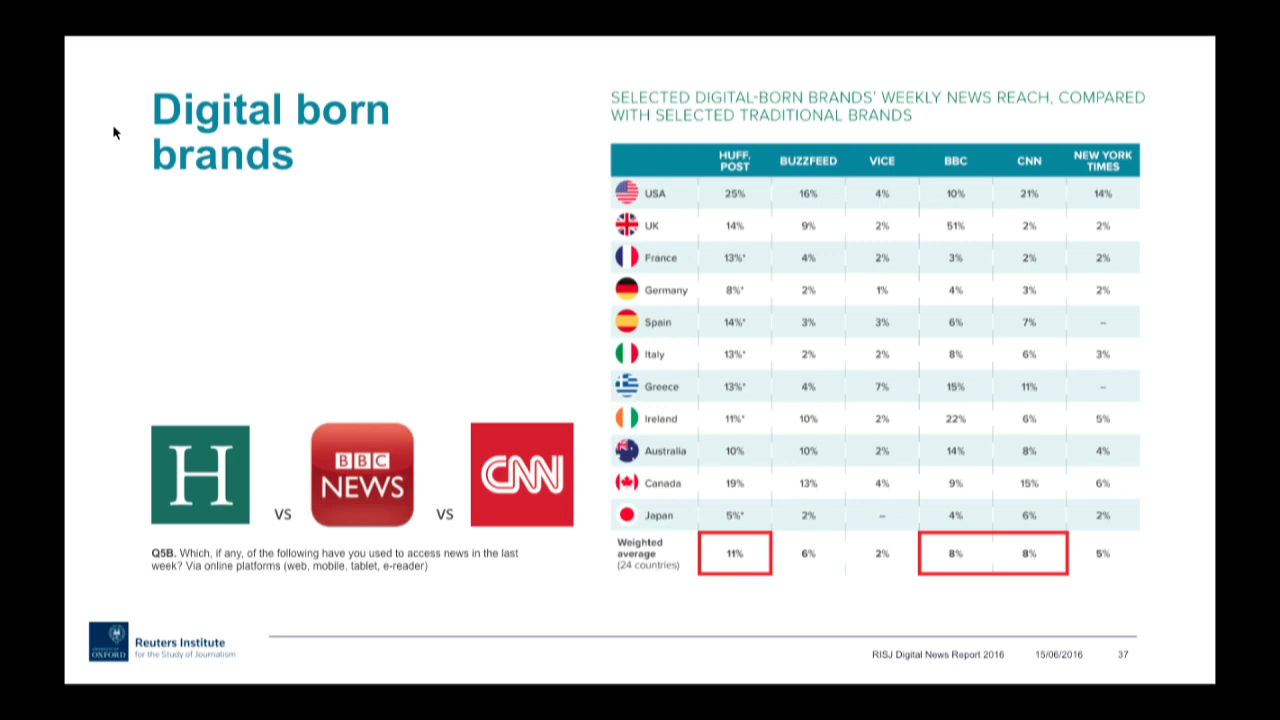 Digital born
brands
SELECTED DIGITAL-BORN BRANDS' WEEKLY NEWS REACH, COMPARED
WITH SELECTED TRADITIONAL BRANDS
HUFF. POST BUZZFEED VICE BBC CNN NEW YORK TIMES
USA 25% 16% 4% 10% 21% 14%
UK 14% 9% 2% 51% 2% 2%
France 13%* 4% 2% 3% 2% 2%
Germany 8%* 2% 1% 4% 3% 2%
Spain 14%* 3% 3% 6% 7% –
Italy 13%* 2% 2% 8% 6% 3%
Greece 13%* 4% 7% 15% 11% –
Ireland 11%* 10% 2% 22% 6% 5%
Australia 10% 10% 2% 14% 8% 4%
Canada 19% 13% 4% 9% 15% 6%
Japan 5%* 2% – 4% 6% 2%
Weighted average (24 countries) 11% 6% 2% 8% 8% 5%
H vs BBC NEWS vs CNN
Q5B. Which, if any, of the following have you used to access news in the last
week? Via online platforms (web, mobile, tablet, e-reader)
UNIVERSITY OF
OXFORD
Reuters Institute
for the Study of Journalism
RISJ Digital News Report 2016 15/06/2016 37